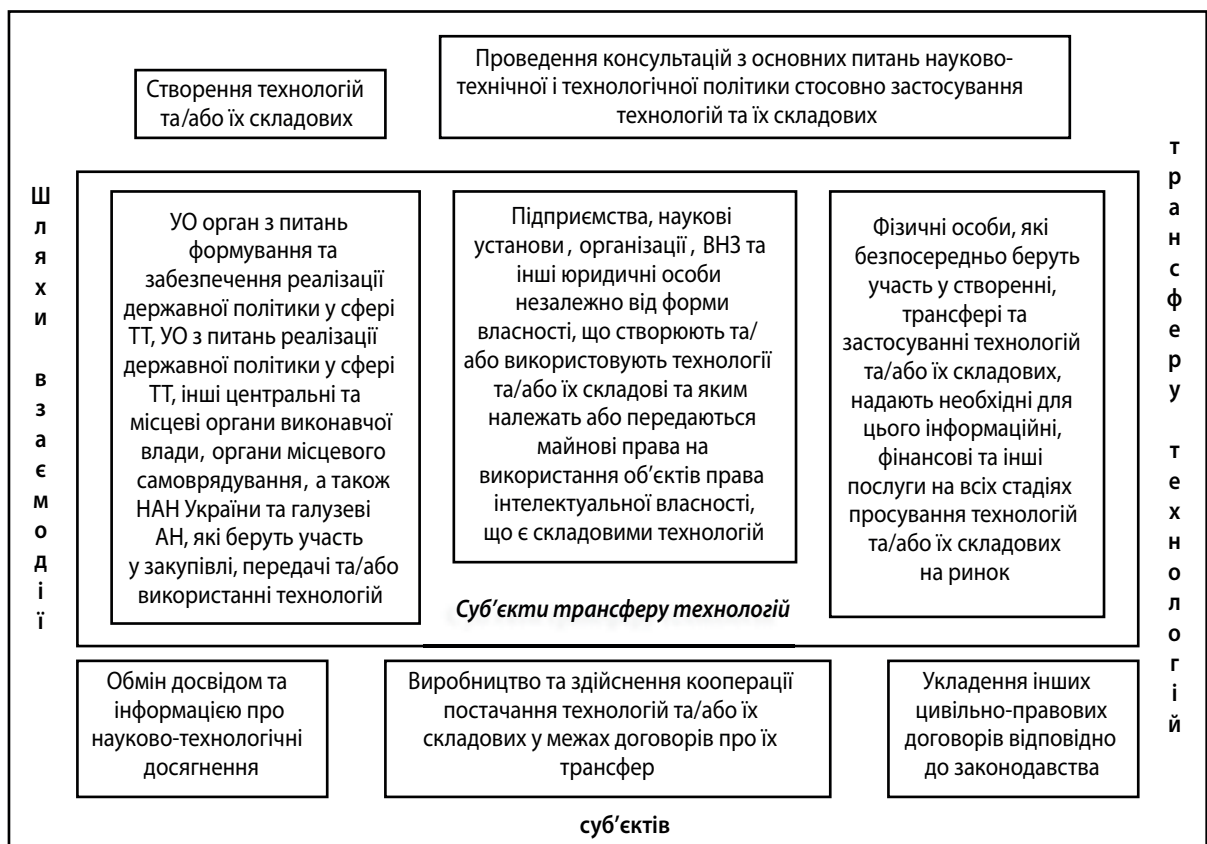 Створення технологій
та/або їх складових
Проведення консультацій з основних питань науково-
технічної і технологічної політики стосовно застосування
технологій та їх складових
Шляхи взаємодії
УО орган з питань
формування та
забезпечення реалізації
державної політики у сфері
ТТ, УО з питань реалізації
державної політики у сфері
ТТ, інші центральні та
місцеві органи виконавчої
влади, органи місцевого
самоврядування, а також
НАН України та галузеві
АН, які беруть участь
у закупівлі, передачі та/або
використанні технологій
Підприємства, наукові
установи, організації, ВНЗ та
інші юридичні особи
незалежно від форми
власності, що створюють та/
або використовують технології
та/або їх складові та яким
належать або передаються
майнові права на
використання об’єктів права
інтелектуальної власності,
що є складовими технологій
Фізичні особи, які
безпосередньо беруть
участь у створенні,
трансфері та
застосуванні технологій
та/або їх складових,
надають необхідні для
цього інформаційні,
фінансові та інші
послуги на всіх стадіях
просування технологій
та/або їх складових
на ринок
Суб’єкти трансферу технологій
трансферу технологій
Обмін досвідом та
інформацією про
науково-технологічні
досягнення
Виробництво та здійснення кооперації
постачання технологій та/або їх
складових у межах договорів про їх
трансфер
Укладення інших
цивільно-правових
договорів відповідно
до законодавства
суб’єктів